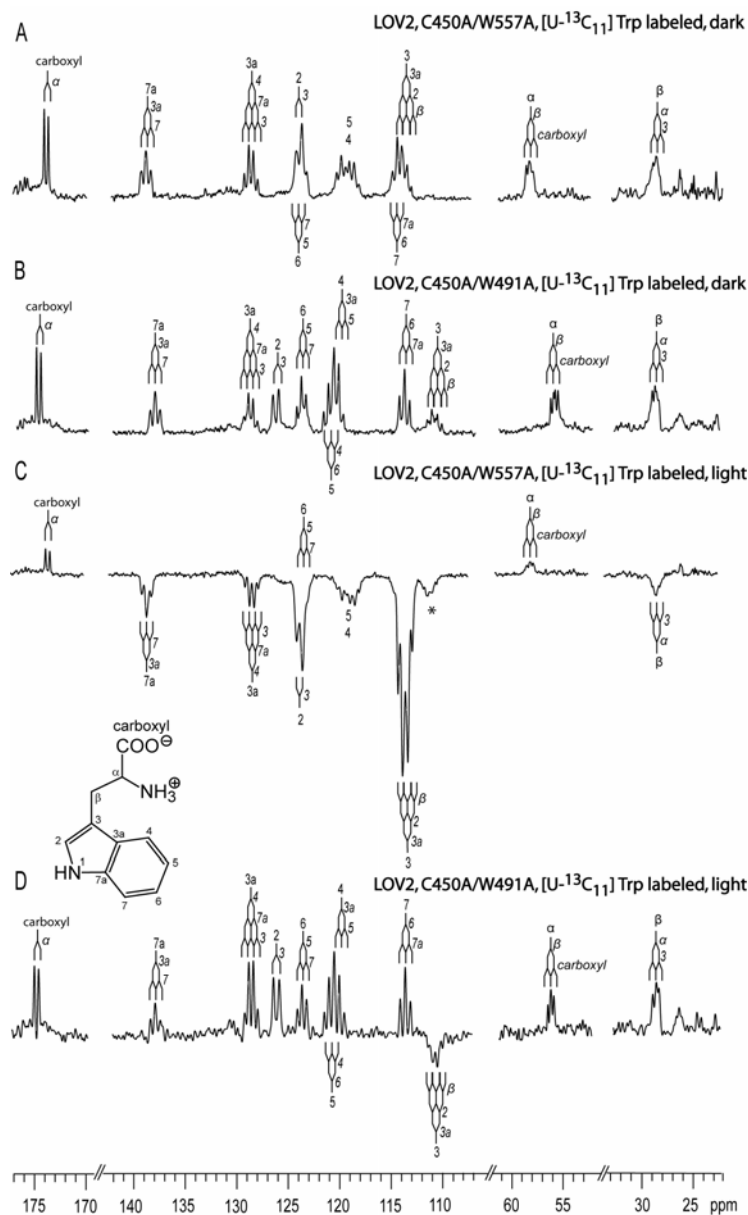 A
LOV2, C450A/W557A, [U-13C11] Trp labeled, dark
carboxyl
α
7a
3a
7
3a
4
7a
3
2
3
5
4
3
3a
2
β
α
β
carboxyl
β
α
3
7
5
6
7a
6
7
B
LOV2, C450A/W491A, [U-13C11] Trp labeled, dark
carboxyl
α
7a
3a
7
3a
4
7a
3
2
3
6
5
7
4
3a
5
7
6
7a
3
3a
2
β
α
β
carboxyl
β
α
3
4
6
5
C
LOV2, C450A/W557A, [U-13C11] Trp labeled, light
carboxyl
α
6
5
7
α
β
carboxyl
5
4
*
7
3a
7a
3
7a
4
3a
3
2
3
α
β
β
2
3a
3
carboxyl
COO⊖
α
NH3⊕
β
3
3a
4
2
5
1
HN
7a
7
6
D
LOV2, C450A/W491A, [U-13C11] Trp labeled, light
carboxyl
α
7a
3a
7
3a
4
7a
3
2
3
6
5
7
4
3a
5
7
6
7a
α
β
carboxyl
β
α
3
4
6
5
β
2
3a
3
175 170 140 135 130 125 120 115 110 60 55 30 25 ppm